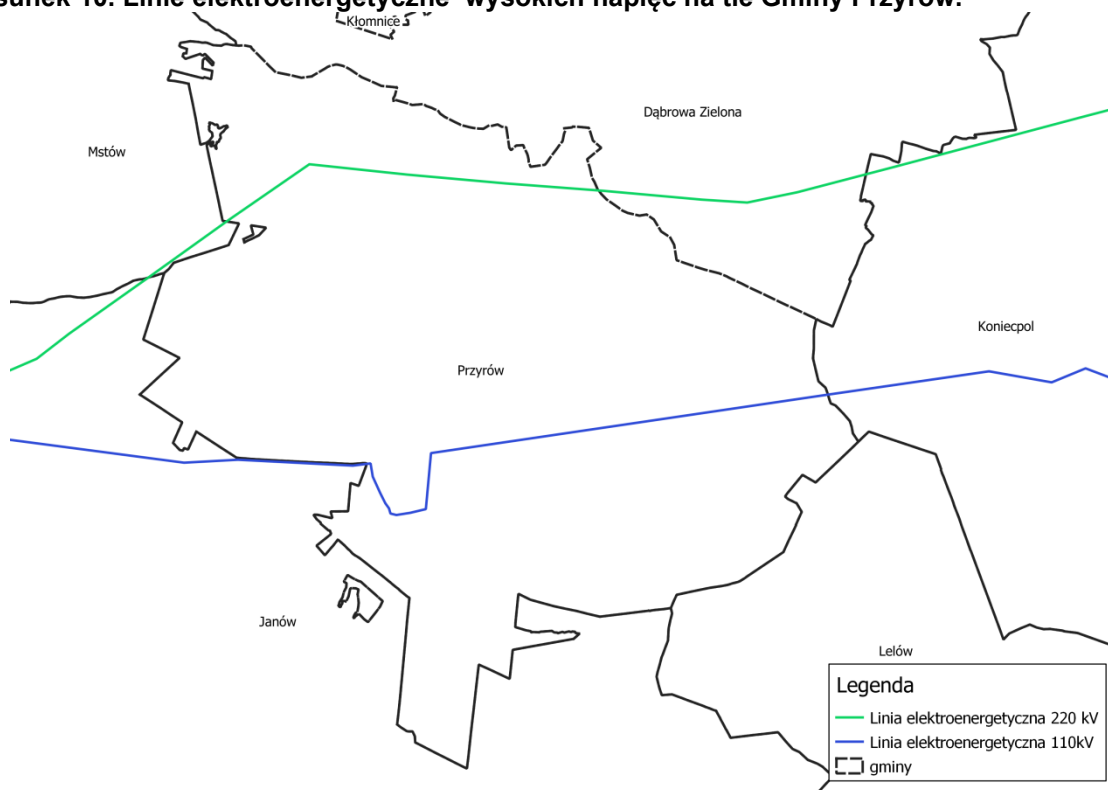 sunek 10. Linie elektroenergetyczne wysokich napięć na tle Gminy Przyrów.
Kłomnice
Dąbrowa Zielona
Mstów
Koniecpol
Przyrów
Janów
Lelów
Legenda
Linia elektroenergetyczna 220 kV
Linia elektroenergetyczna 110kV
gminy